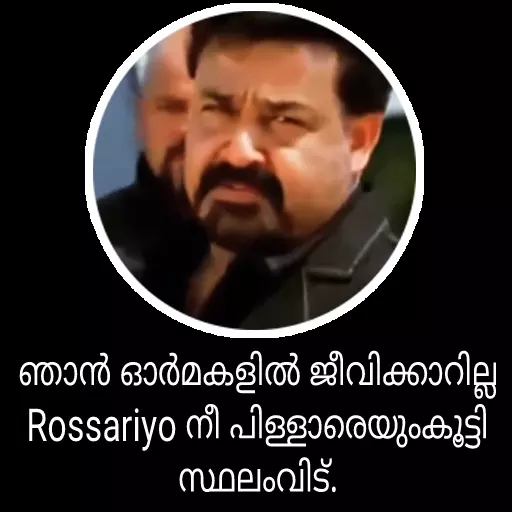 ഞാൻ ഓർമകളിൽ ജീവിക്കാറില്ല
Rossariyo നീ പിള്ളാരെയുംകൂട്ടി
സ്ഥലംവിട്.